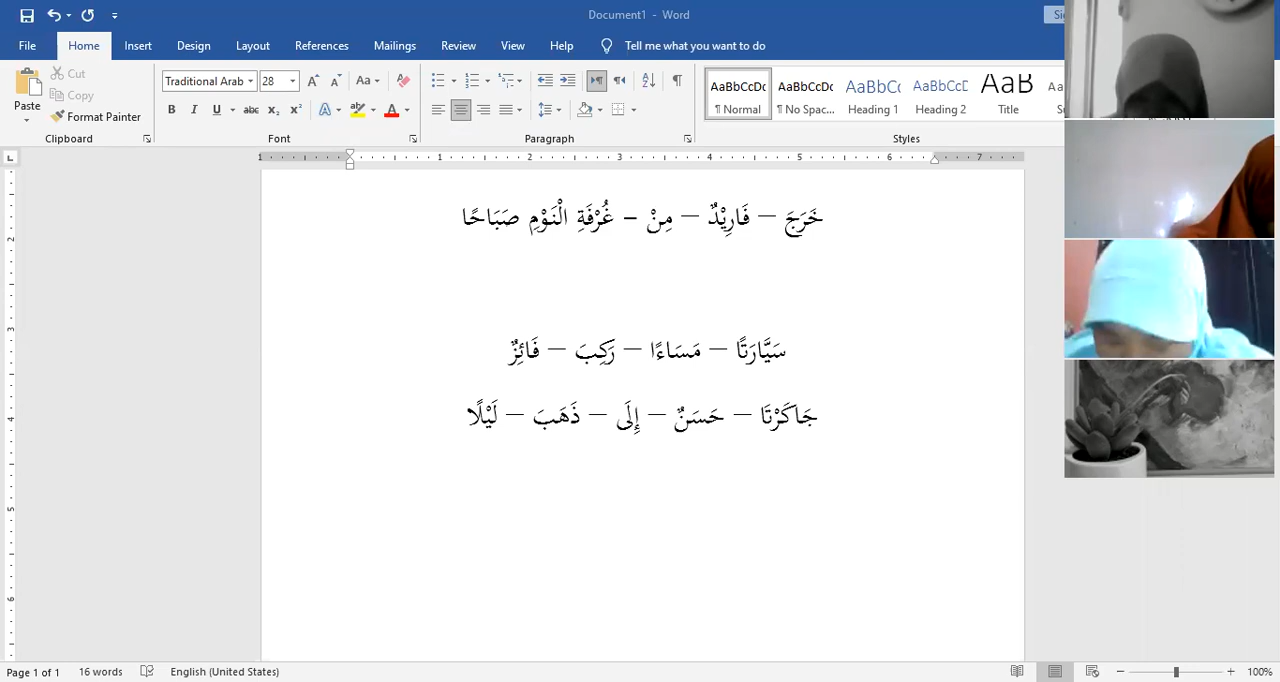 Document1 - Word
File Home Insert Design Layout References Mailings Review View Help Tell me what you want to do
Paste Cut Copy Format Painter
Clipboard
Traditional Arab 28
Font
Paragraph
AaBbCcDc ¶ Normal
AaBbCcDc ¶ No Spac...
AaBbCc Heading 1
AaBbCcD Heading 2
AaB Title
Styles
خَرَجَ – فَارِيْدٌ – مِنْ – غُرْفَةِ الْنَوْمِ صَبَاحًا
سَيَّارَتًا – مَسَاءًا – رَكِبَ – فَائِزٌ
جَاكَرْتَا – حَسَنٌ – إِلَى – ذَهَبَ – لَيْلًا
Page 1 of 1 16 words English (United States) 100%